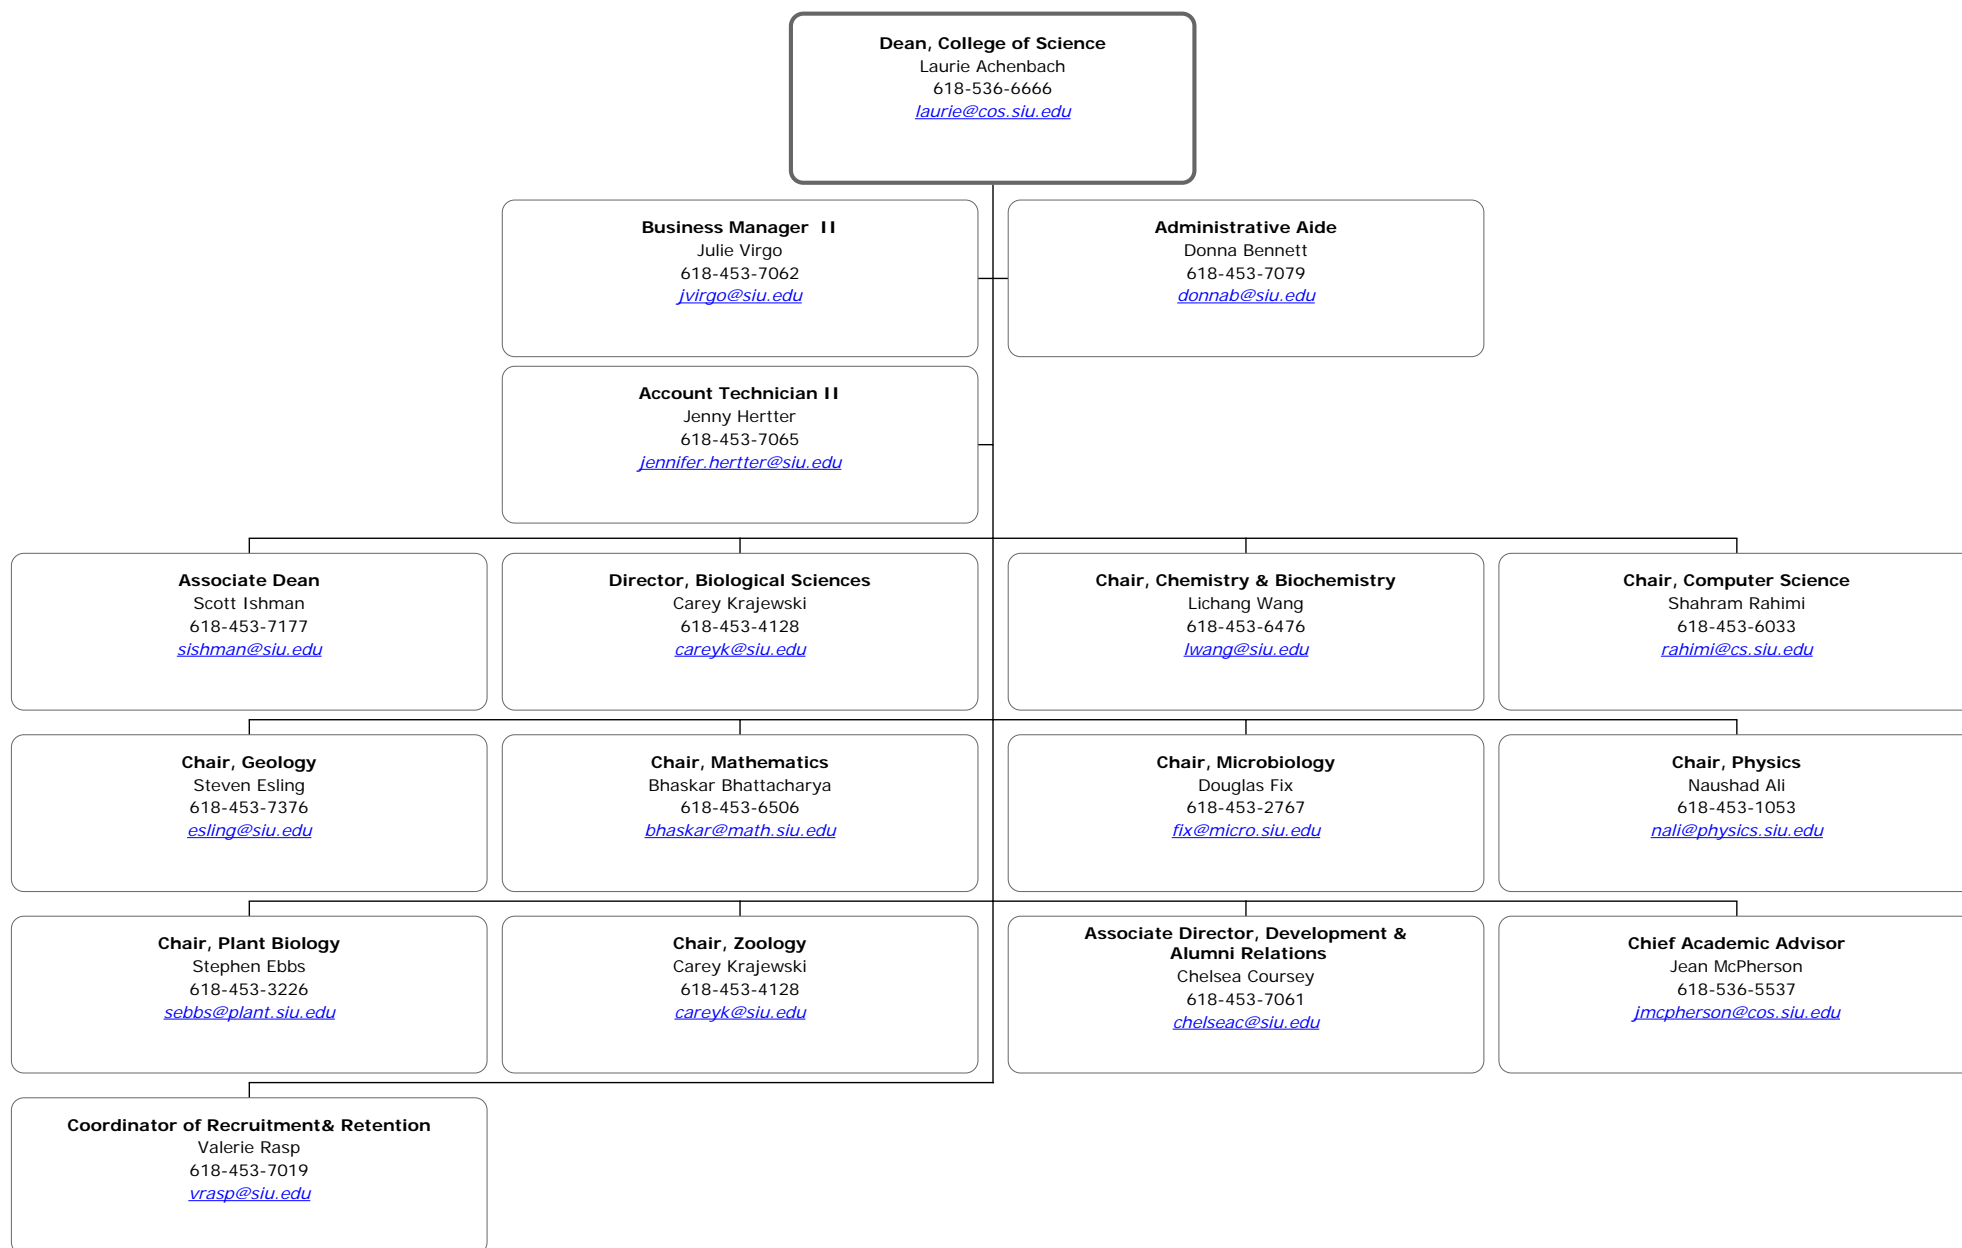 Dean, College of Science
Laurie Achenbach
618-536-6666
laurie@cos.siu.edu
Business Manager  II
Julie Virgo
618-453-7062
jvirgo@siu.edu
Administrative Aide
Donna Bennett
618-453-7079
donnab@siu.edu
Account Technician II
Jenny Hertter
618-453-7065
jennifer.hertter@siu.edu
Associate Dean
Scott Ishman
618-453-7177
sishman@siu.edu
Director, Biological Sciences
Carey Krajewski
618-453-4128
careyk@siu.edu
Chair, Chemistry & Biochemistry
Lichang Wang
618-453-6476
lwang@siu.edu
Chair, Computer Science
Shahram Rahimi
618-453-6033
rahimi@cs.siu.edu
Chair, Geology
Steven Esling
618-453-7376
esling@siu.edu
Chair, Mathematics
Bhaskar Bhattacharya
618-453-6506
bhaskar@math.siu.edu
Chair, Microbiology
Douglas Fix
618-453-2767
fix@micro.siu.edu
Chair, Physics
Naushad Ali
618-453-1053
nali@physics.siu.edu
Chair, Plant Biology
Stephen Ebbs
618-453-3226
sebbs@plant.siu.edu
Chair, Zoology
Carey Krajewski
618-453-4128
careyk@siu.edu
Associate Director, Development &
Alumni Relations
Chelsea Coursey
618-453-7061
chelseac@siu.edu
Chief Academic Advisor
Jean McPherson
618-536-5537
jmcpherson@cos.siu.edu
Coordinator of Recruitment& Retention
Valerie Rasp
618-453-7019
vrasp@siu.edu